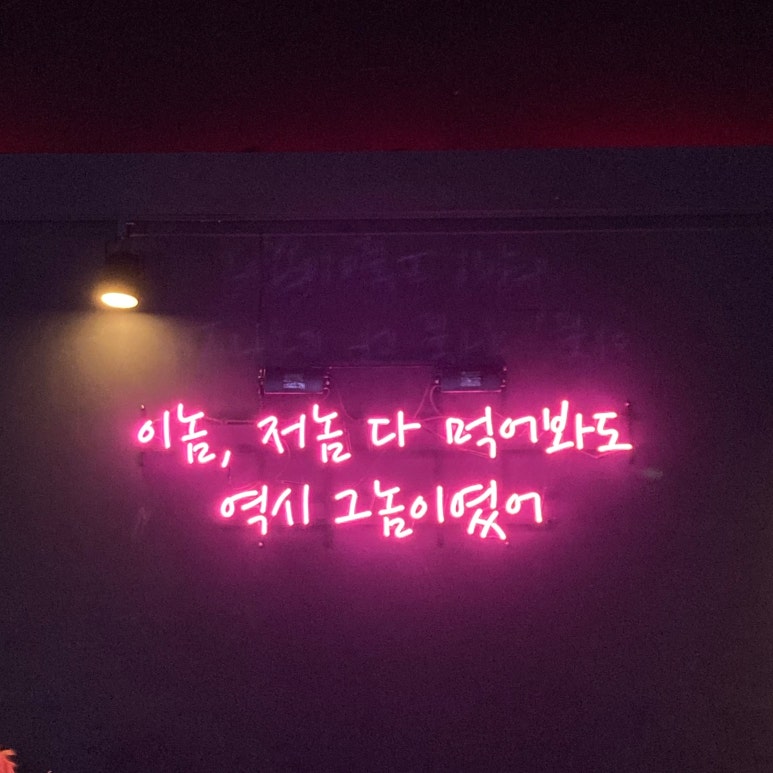 이놈, 저놈 다 먹어봐도
역시 그놈이였어